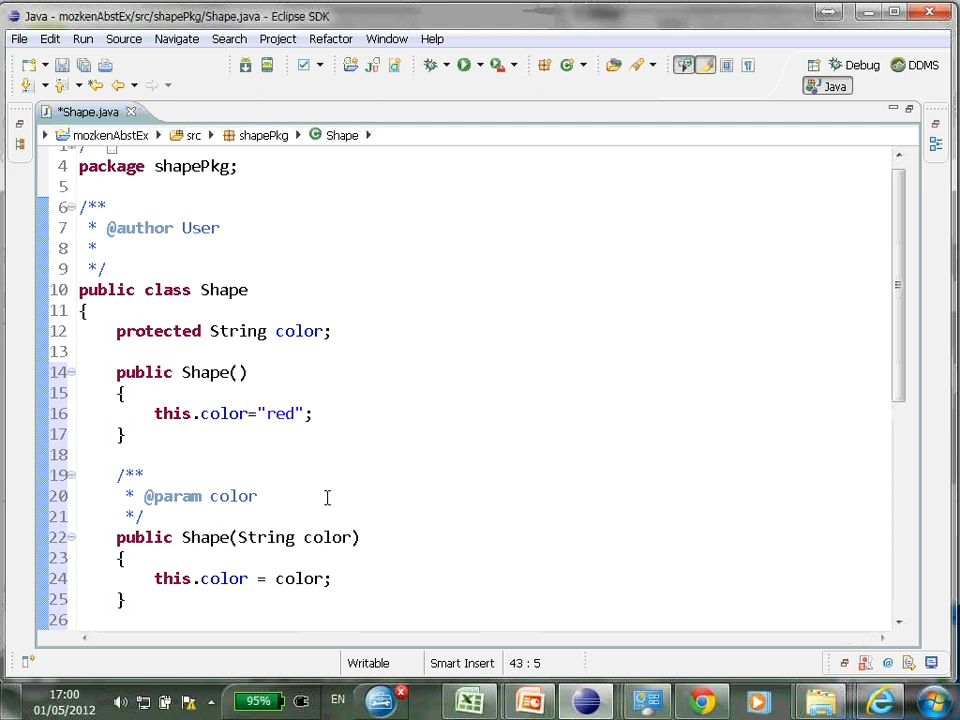 Java - mozkenAbstEx/src/shapePkg/Shape.java - Eclipse SDK
File Edit Run Source Navigate Search Project Refactor Window Help
Debug DDMS
Java
*Shape.java
mozkenAbstEx src shapePkg Shape
4 package shapePkg;
5
6 /**
7 * @author User
8 *
9 */
10 public class Shape
11 {
12 protected String color;
13
14 public Shape()
15 {
16 this.color="red";
17 }
18
19 /**
20 * @param color
21 */
22 public Shape(String color)
23 {
24 this.color = color;
25 }
26
Writable Smart Insert 43 : 5
17:00
01/05/2012
95%
EN